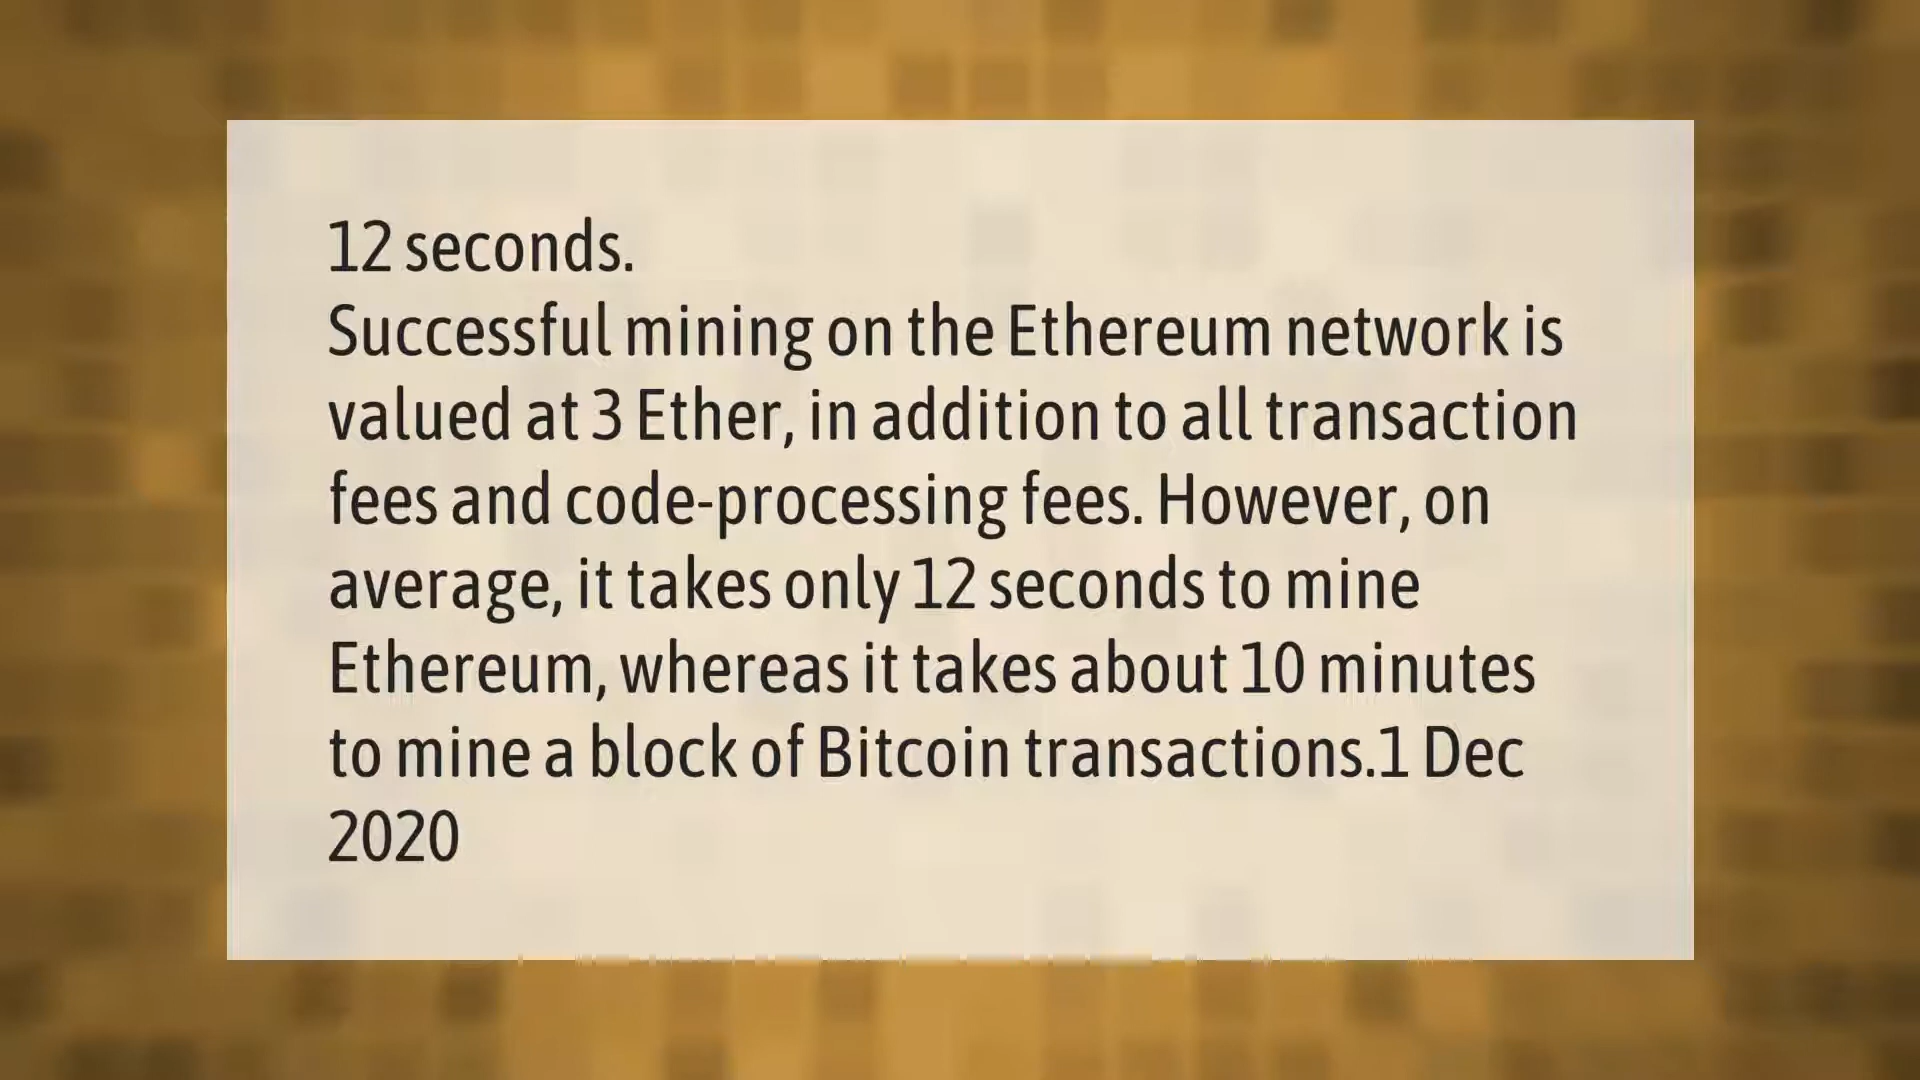 12 seconds.
Successful mining on the Ethereum network is
valued at 3 Ether, in addition to all transaction
fees and code-processing fees. However, on
average, it takes only 12 seconds to mine
Ethereum, whereas it takes about 10 minutes
to mine a block of Bitcoin transactions.1 Dec
2020